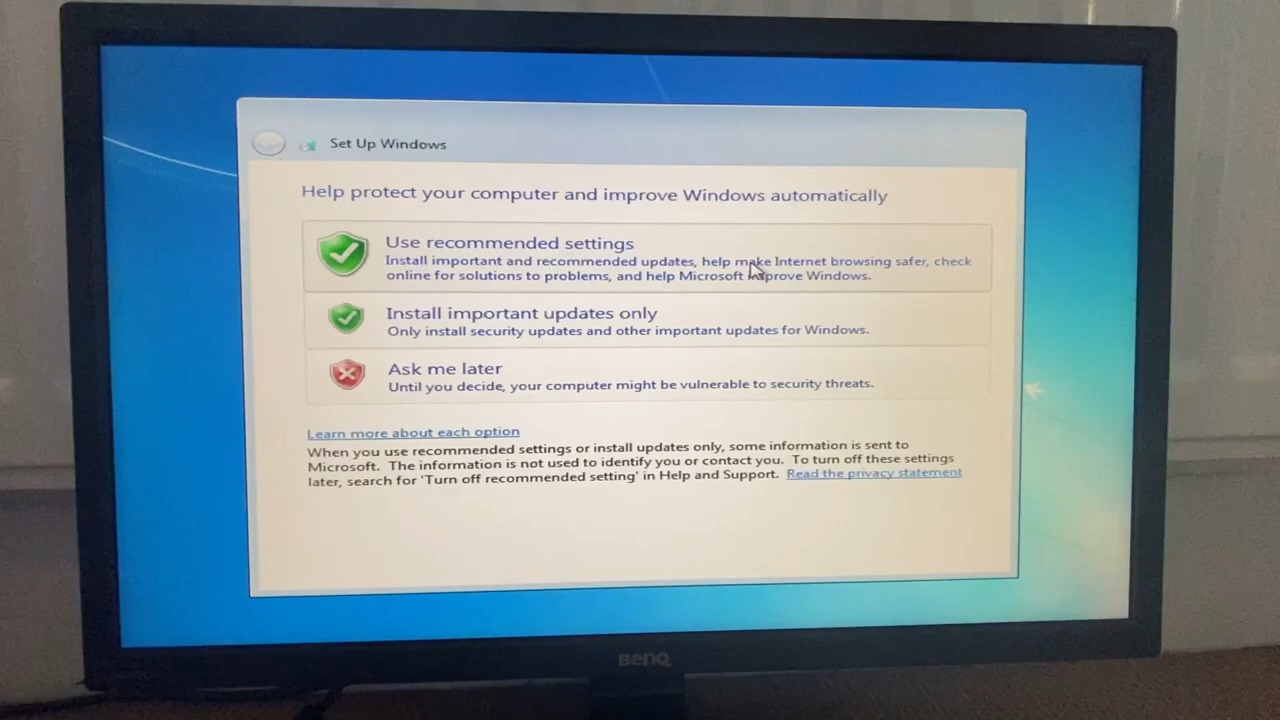 Set Up Windows
Help protect your computer and improve Windows automatically
Use recommended settings
Install important and recommended updates, help make Internet browsing safer, check
online for solutions to problems, and help Microsoft improve Windows.
Install important updates only
Only install security updates and other important updates for Windows.
Ask me later
Until you decide, your computer might be vulnerable to security threats.
Learn more about each option
When you use recommended settings or install updates only, some information is sent to
Microsoft. The information is not used to identify you or contact you. To turn off these settings
later, search for 'Turn off recommended setting' in Help and Support. Read the privacy statement
BenQ